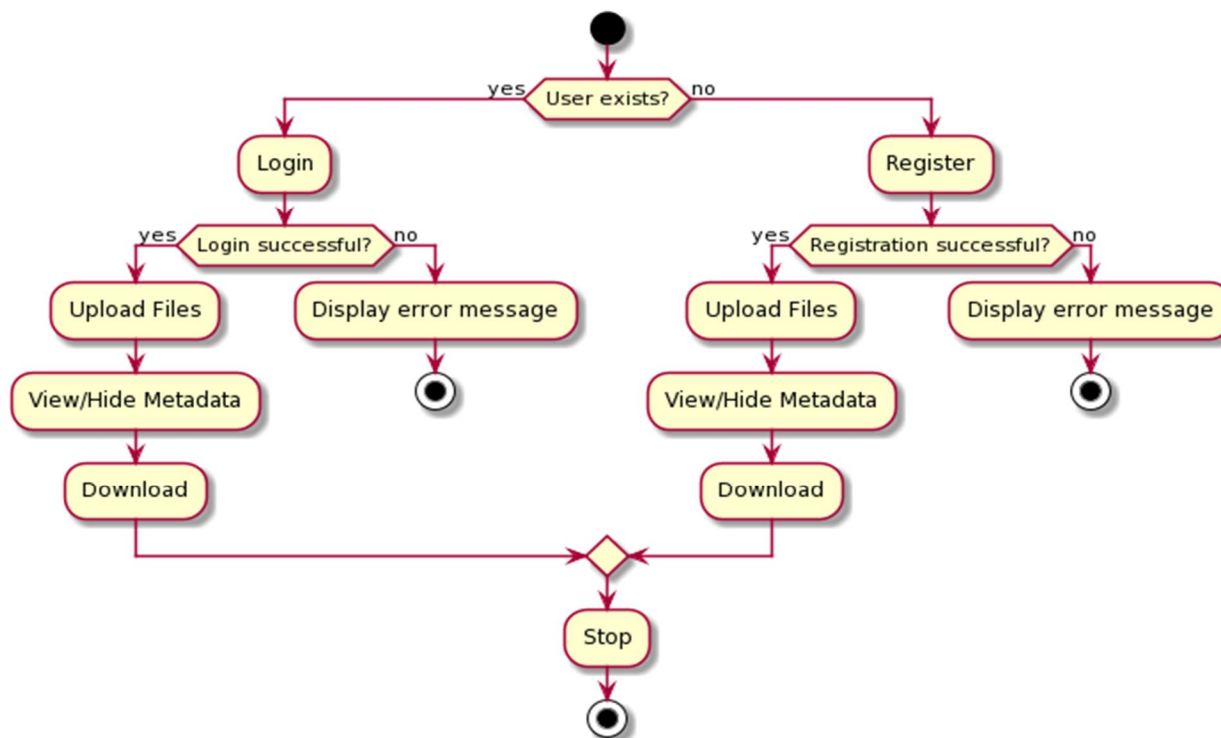 User exists?
yes
no
Login
Register
Login successful?
yes
no
Registration successful?
yes
no
Upload Files
Display error message
Upload Files
Display error message
View/Hide Metadata
View/Hide Metadata
Download
Download
Stop